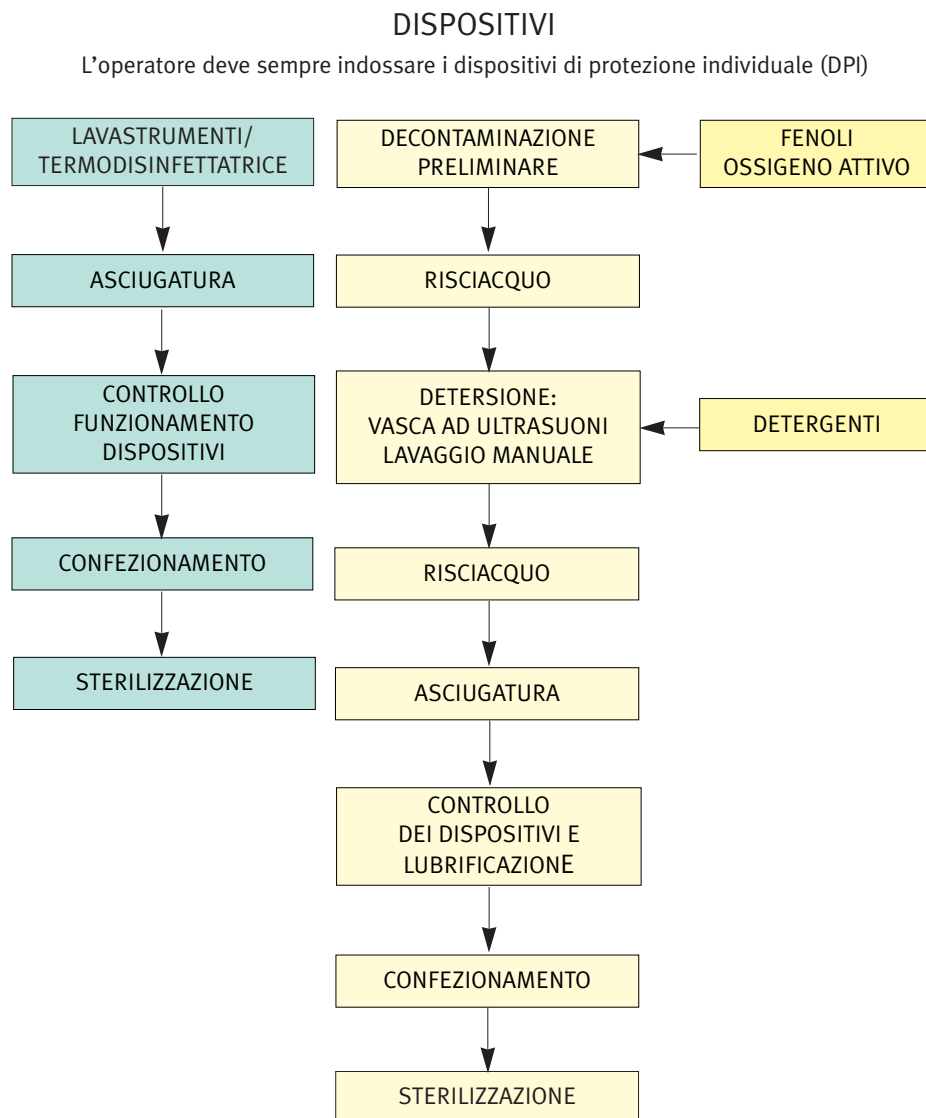 DISPOSITIVI
L'operatore deve sempre indossare i dispositivi di protezione individuale (DPI)
LAVASTRUMENTI/
TERMODISINFETTATRICE
ASCIUGATURA
CONTROLLO
FUNZIONAMENTO
DISPOSITIVI
CONFEZIONAMENTO
STERILIZZAZIONE
DECONTAMINAZIONE
PRELIMINARE
FENOLI
OSSIGENO ATTIVO
RISCIACQUO
DETERSIONE:
VASCA AD ULTRASUONI
LAVAGGIO MANUALE
DETERGENTI
RISCIACQUO
ASCIUGATURA
CONTROLLO
DEI DISPOSITIVI E
LUBRIFICAZIONE
CONFEZIONAMENTO
STERILIZZAZIONE